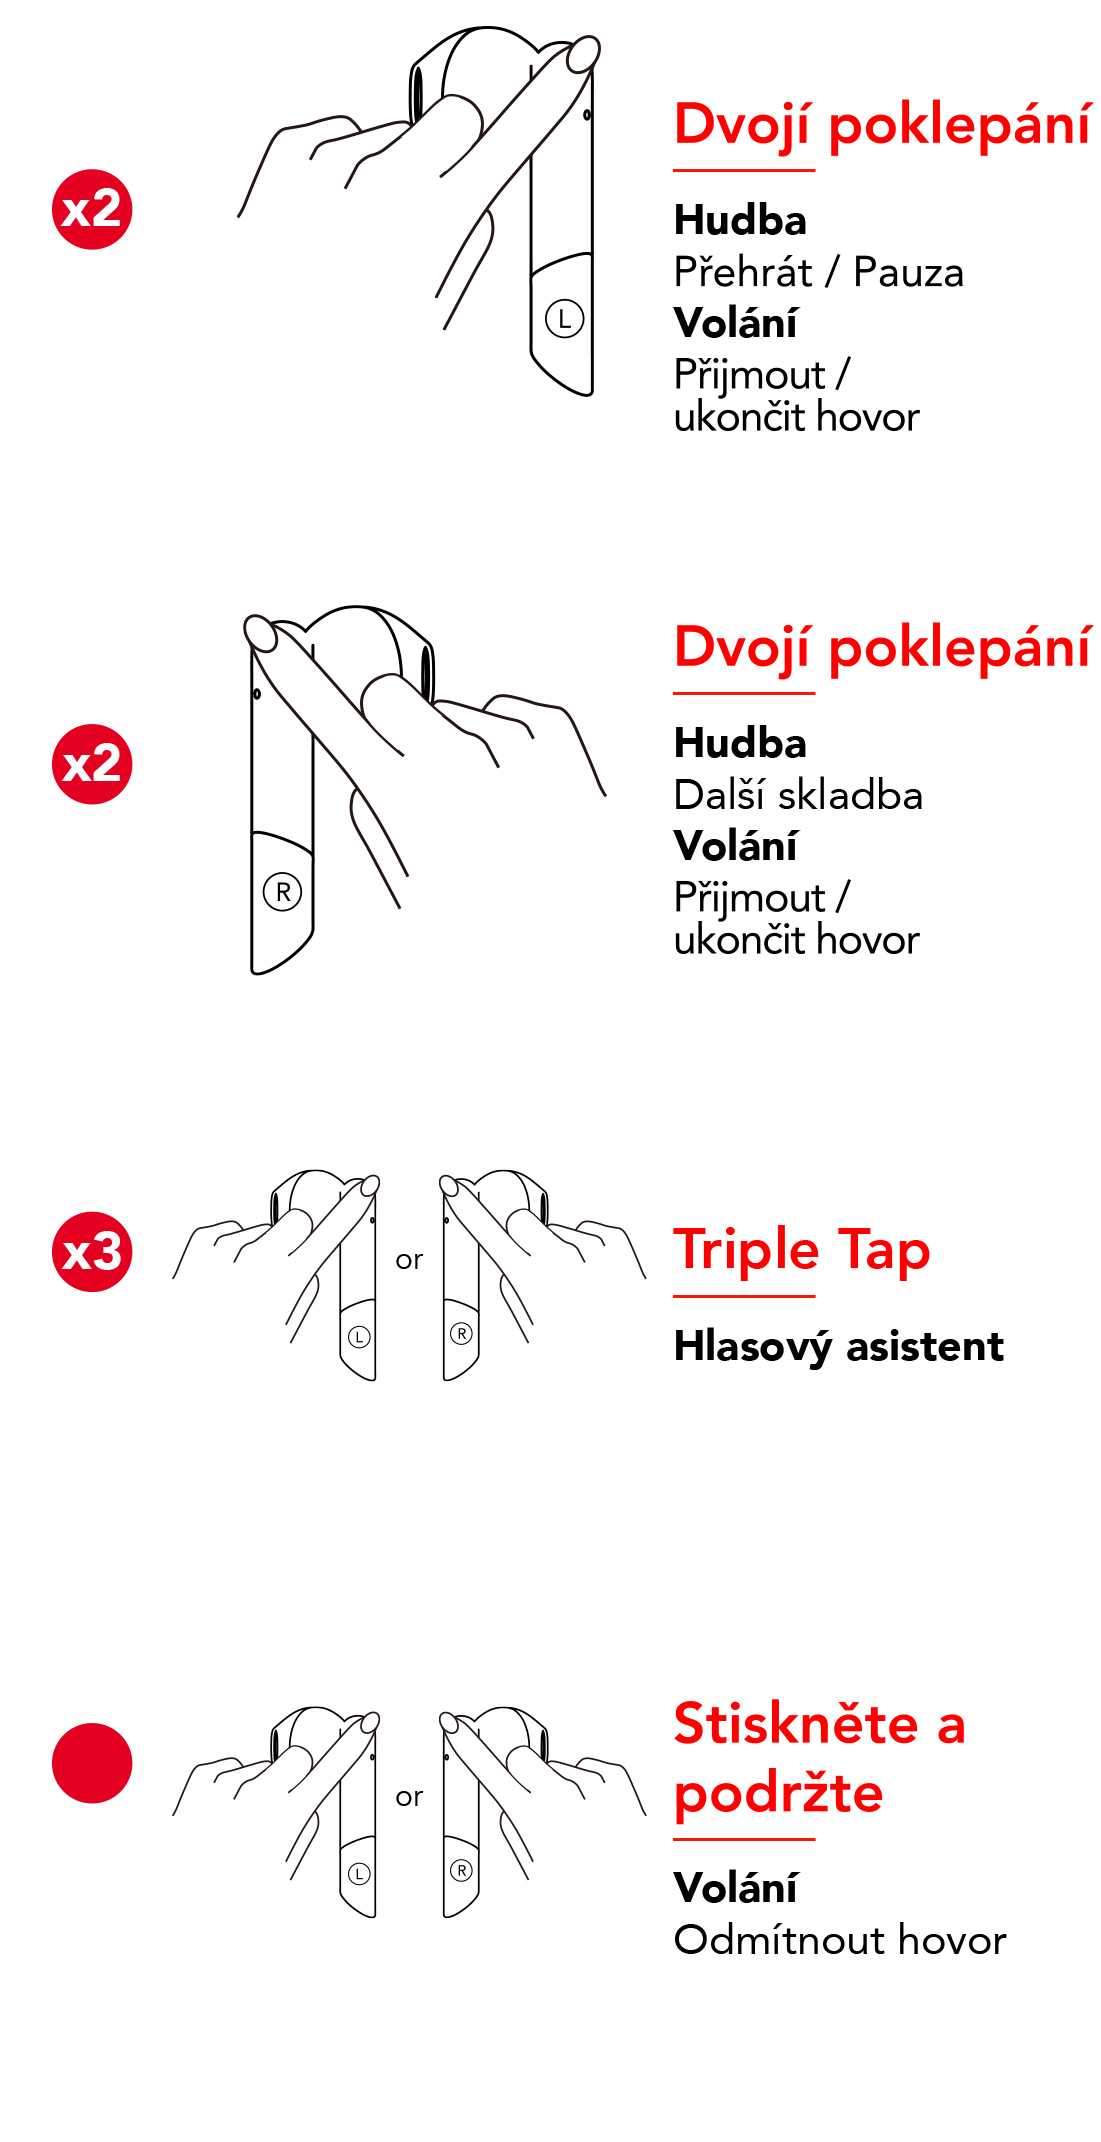 x2
L
Dvojí poklepání
Hudba
Přehrát / Pauza
Volání
Přijmout /
ukončit hovor
x2
R
Dvojí poklepání
Hudba
Další skladba
Volání
Přijmout /
ukončit hovor
x3
L
or
R
Triple Tap
Hlasový asistent
L
or
R
Stiskněte a
podržte
Volání
Odmítnout hovor